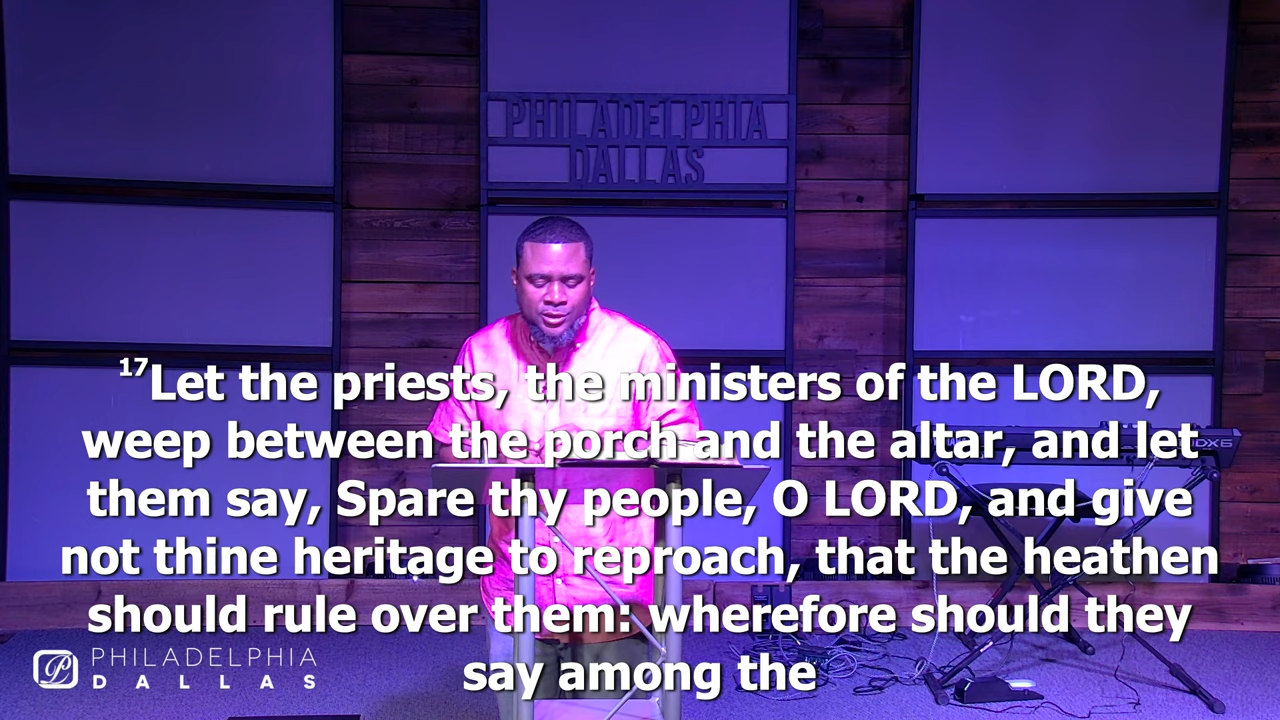 PHILADELPHIA
DALLAS
17Let the priests, the ministers of the LORD,
weep between the porch and the altar, and let
them say, Spare thy people, O LORD, and give
not thine heritage to reproach, that the heathen
should rule over them: wherefore should they
say among the
DX6
P PHILADELPHIA
DALLAS